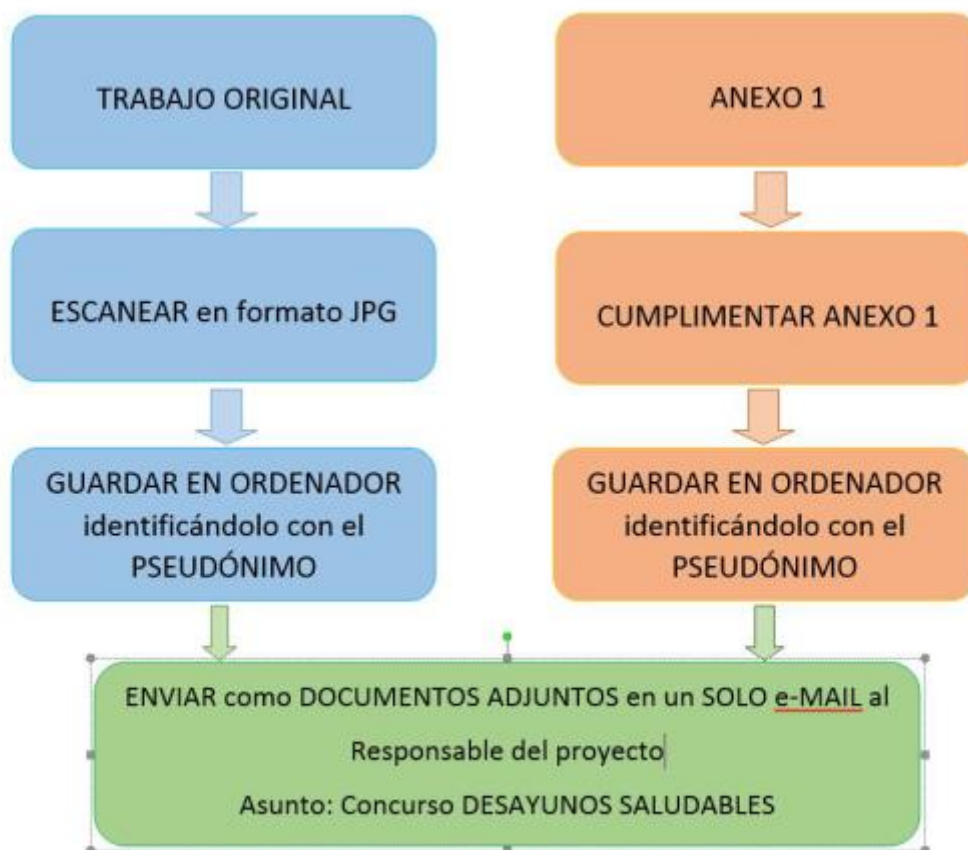 TRABAJO ORIGINAL
ANEXO 1
ESCANEAR en formato JPG
CUMPLIMENTAR ANEXO 1
GUARDAR EN ORDENADOR
identificándolo con el
PSEUDÓNIMO
GUARDAR EN ORDENADOR
identificándolo con el
PSEUDÓNIMO
ENVIAR como DOCUMENTOS ADJUNTOS en un SOLO e-MAIL al
Responsable del proyecto
Asunto: Concurso DESAYUNOS SALUDABLES